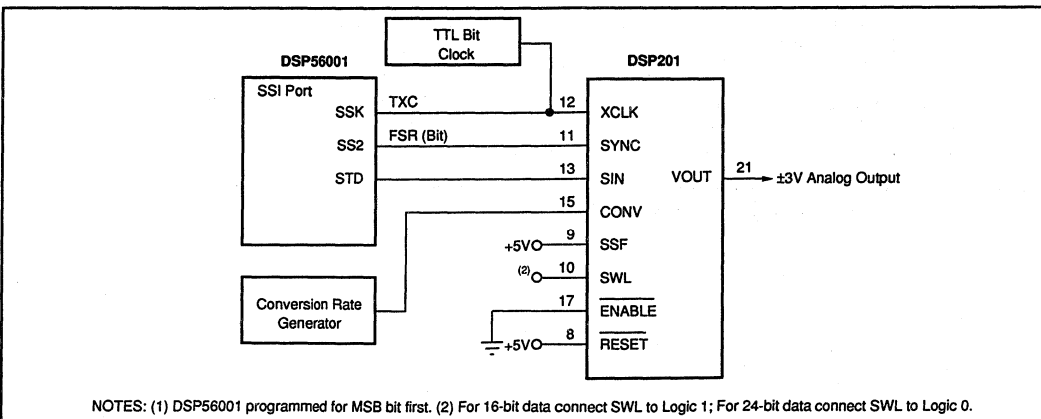 TTL Bit
Clock
DSP56001
DSP201
SSI Port
SSK
TXC
12
XCLK
SS2
FSR (Bit)
11
SYNC
STD
13
SIN
VOUT
21
±3V Analog Output
15
CONV
+5V
9
SSF
(2)
10
SWL
Conversion Rate
Generator
17
ENABLE
+5V
8
RESET
NOTES: (1) DSP56001 programmed for MSB bit first. (2) For 16-bit data connect SWL to Logic 1; For 24-bit data connect SWL to Logic 0.